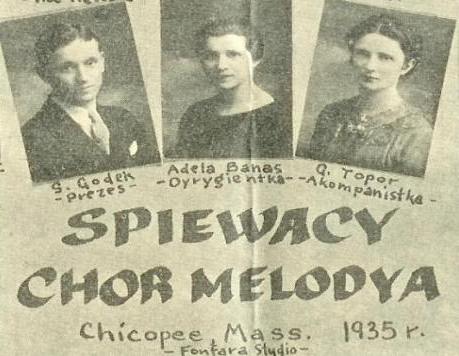 S. Godek
- Prezes -
Adela Banas
- Dyrygientka -
G. Topor
- Akompanistka -
SPIEWACY
CHOR MELODYA
Chicopee, Mass. 1935 r.
- Fontara Studio -